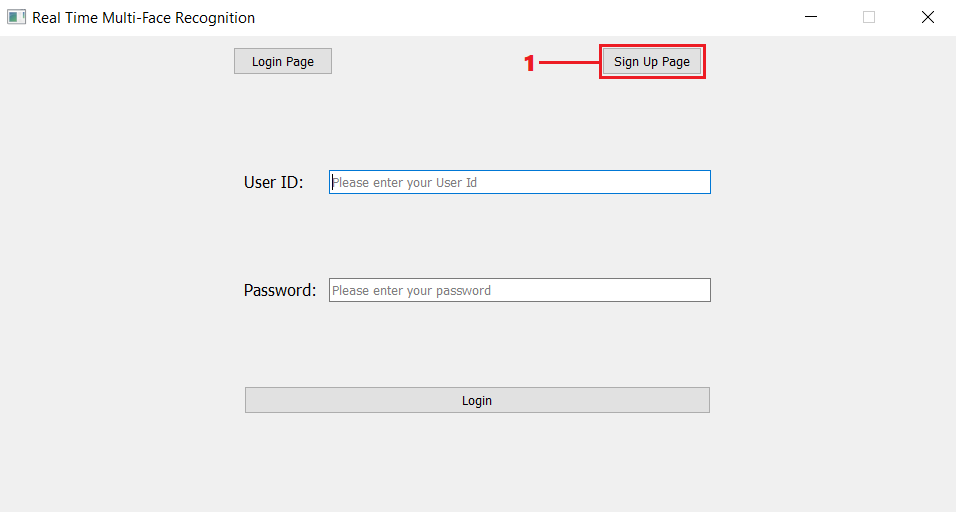 Real Time Multi-Face Recognition
Login Page
1
Sign Up Page
User ID:
Please enter your User Id
Password:
Please enter your password
Login